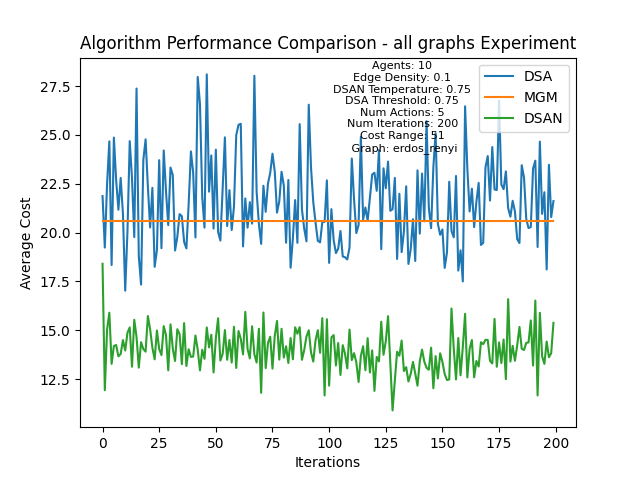 Algorithm Performance Comparison - all graphs Experiment
Agents: 10
Edge Density: 0.1
DSAN Temperature: 0.75
DSA Threshold: 0.75
Num Actions: 5
Num Iterations: 200
Cost Range: 51
Graph: erdos_renyi
DSA
MGM
DSAN
Average Cost
27.5
25.0
22.5
20.0
17.5
15.0
12.5
0 25 50 75 100 125 150 175 200
Iterations